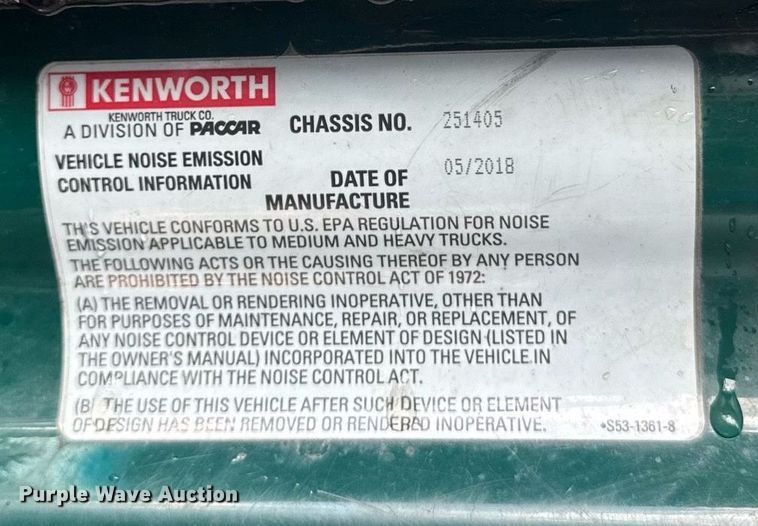 KENWORTH
KENWORTH TRUCK CO.
A DIVISION OF PACCAR
CHASSIS NO. 251405
VEHICLE NOISE EMISSION
CONTROL INFORMATION
DATE OF
MANUFACTURE
05/2018
THIS VEHICLE CONFORMS TO U.S. EPA REGULATION FOR NOISE
EMISSION APPLICABLE TO MEDIUM AND HEAVY TRUCKS.
THE FOLLOWING ACTS OR THE CAUSING THEREOF BY ANY PERSON
ARE PROHIBITED BY THE NOISE CONTROL ACT OF 1972:
(A) THE REMOVAL OR RENDERING INOPERATIVE, OTHER THAN
FOR PURPOSES OF MAINTENANCE, REPAIR, OR REPLACEMENT, OF
ANY NOISE CONTROL DEVICE OR ELEMENT OF DESIGN (LISTED IN
THE OWNER'S MANUAL) INCORPORATED INTO THE VEHICLE IN
COMPLIANCE WITH THE NOISE CONTROL ACT.
(B) THE USE OF THIS VEHICLE AFTER SUCH DEVICE OR ELEMENT
OF DESIGN HAS BEEN REMOVED OR RENDERED INOPERATIVE.
•S53-1361-8
Purple Wave Auction